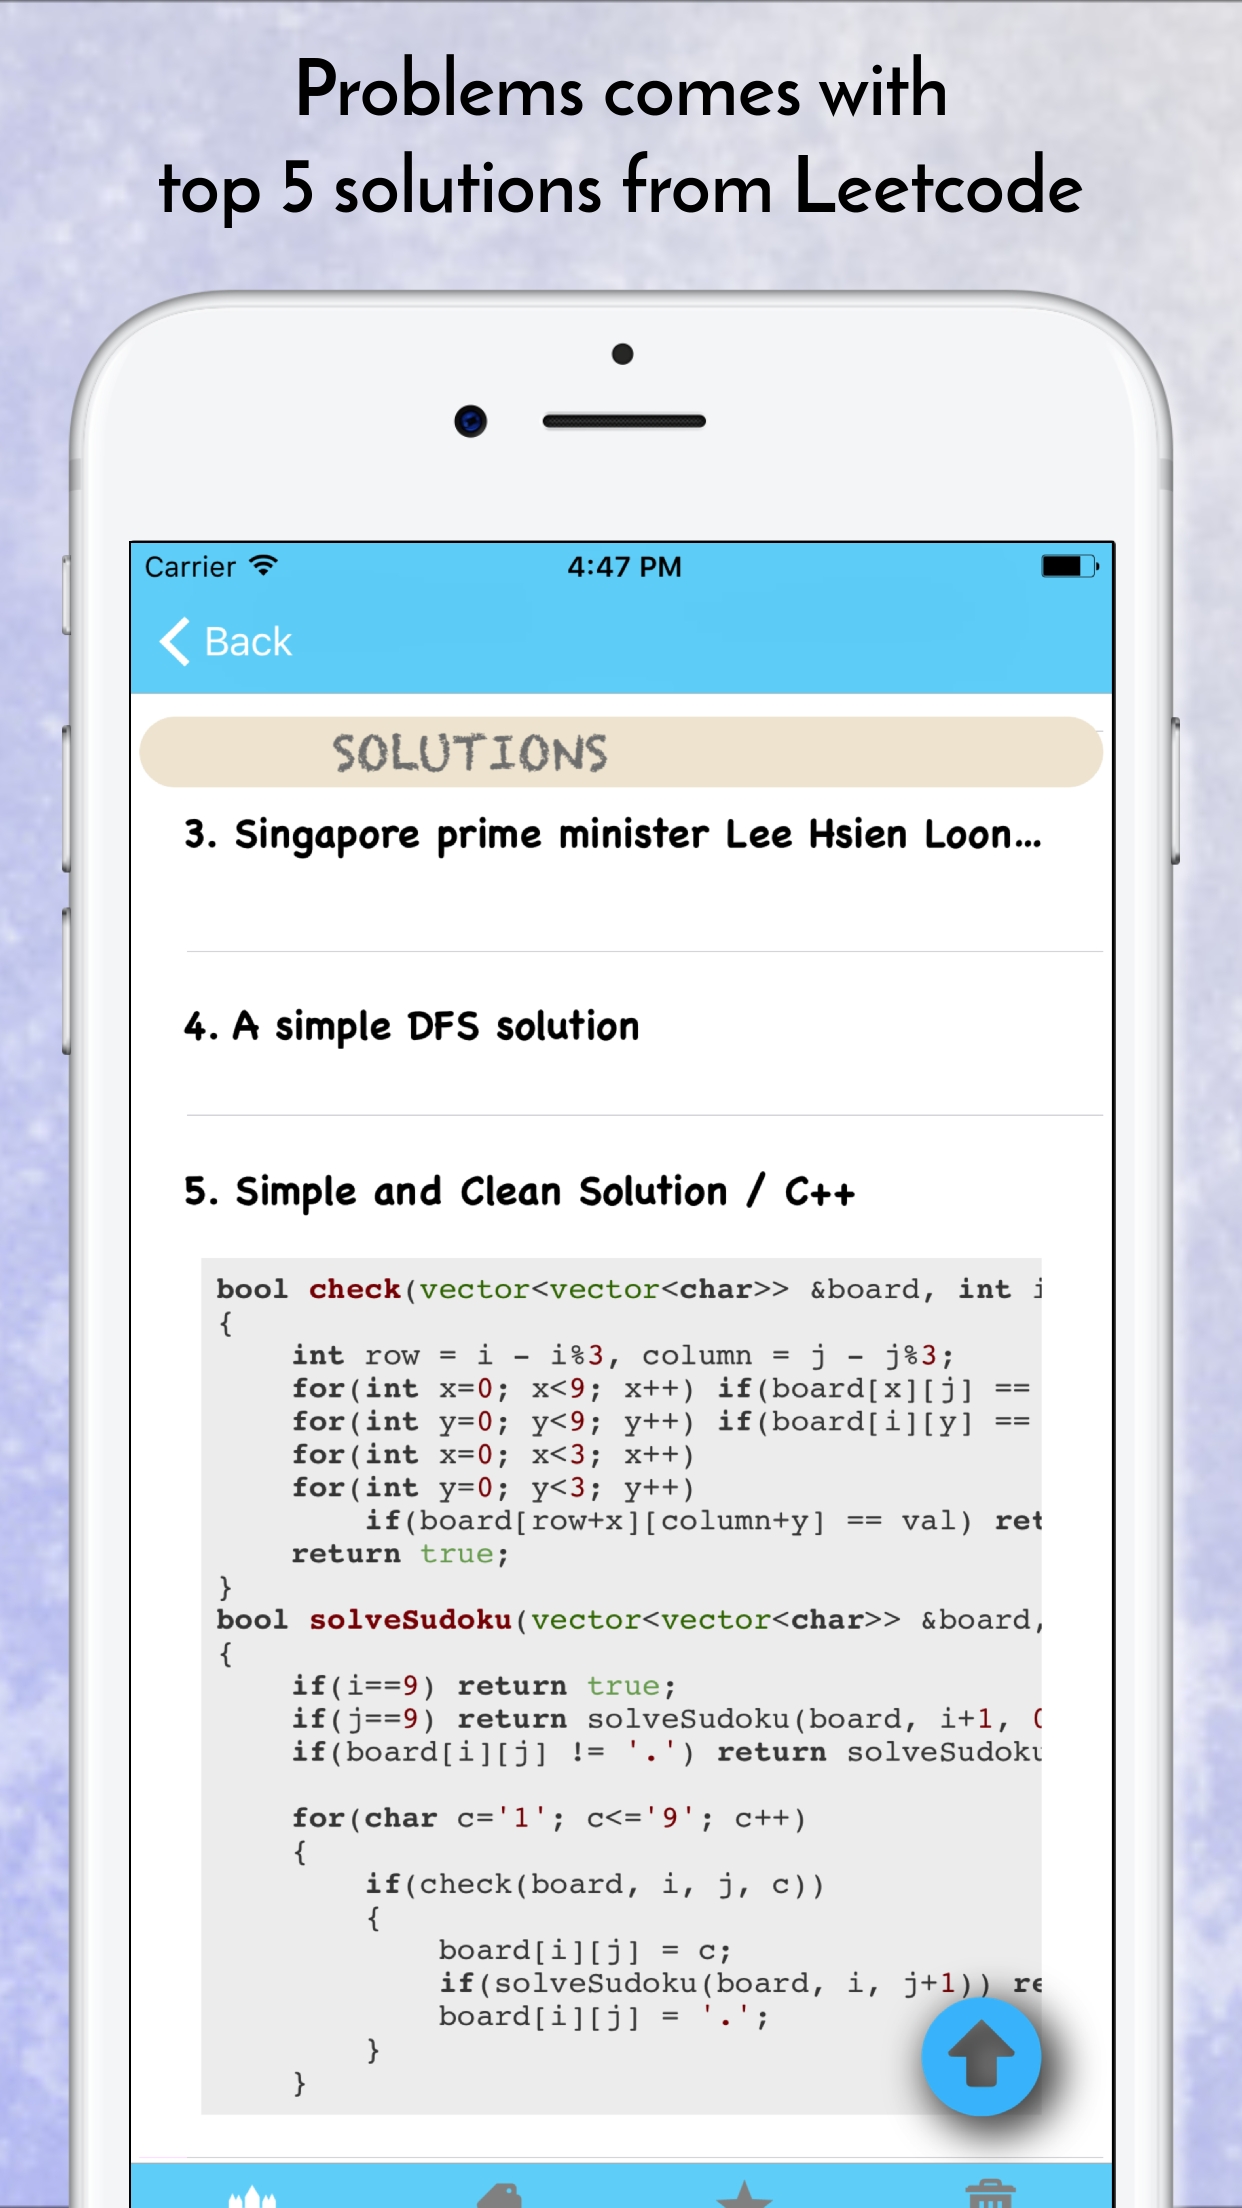 Problems comes with
top 5 solutions from Leetcode
Carrier 4:47 PM
Back
SOLUTIONS
3. Singapore prime minister Lee Hsien Loon...
4. A simple DFS solution
5. Simple and Clean Solution / C++
bool check(vector<vector<char>> &board, int i
{
    int row = i - i%3, column = j - j%3;
    for(int x=0; x<9; x++) if(board[x][j] ==
    for(int y=0; y<9; y++) if(board[i][y] ==
    for(int x=0; x<3; x++)
    for(int y=0; y<3; y++)
        if(board[row+x][column+y] == val) ret
    return true;
}
bool solveSudoku(vector<vector<char>> &board,
{
    if(i==9) return true;
    if(j==9) return solveSudoku(board, i+1, 0
    if(board[i][j] != '.') return solveSudoku
    for(char c='1'; c<='9'; c++)
    {
        if(check(board, i, j, c))
        {
            board[i][j] = c;
            if(solveSudoku(board, i, j+1)) re
            board[i][j] = '.';
        }
    }